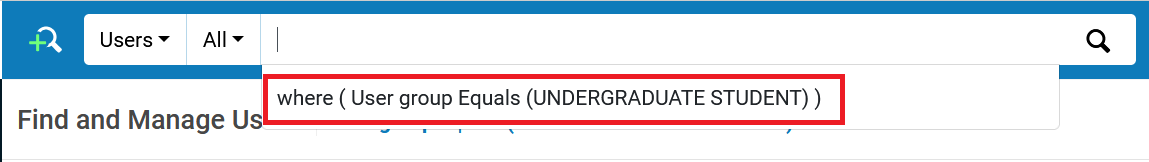 Users All
where ( User group Equals (UNDERGRADUATE STUDENT) )
Find and Manage Us